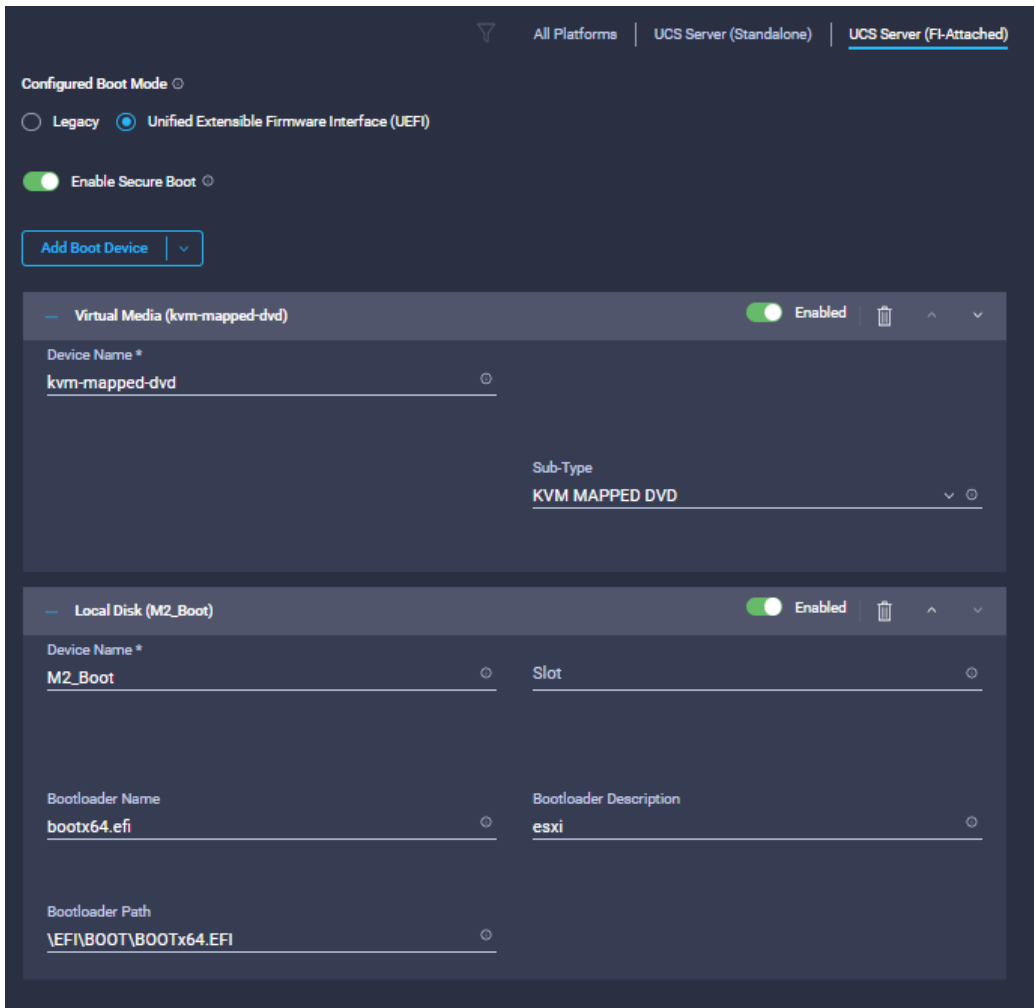 All Platforms UCS Server (Standalone) UCS Server (FI-Attached)
Configured Boot Mode
Legacy Unified Extensible Firmware Interface (UEFI)
Enable Secure Boot
Add Boot Device
Virtual Media (kvm-mapped-dvd) Enabled
Device Name *
kvm-mapped-dvd
Sub-Type
KVM MAPPED DVD
Local Disk (M2_Boot) Enabled
Device Name *
M2_Boot Slot
Bootloader Name Bootloader Description
bootx64.efi esxi
Bootloader Path
\EFI\BOOT\BOOTx64.EFI